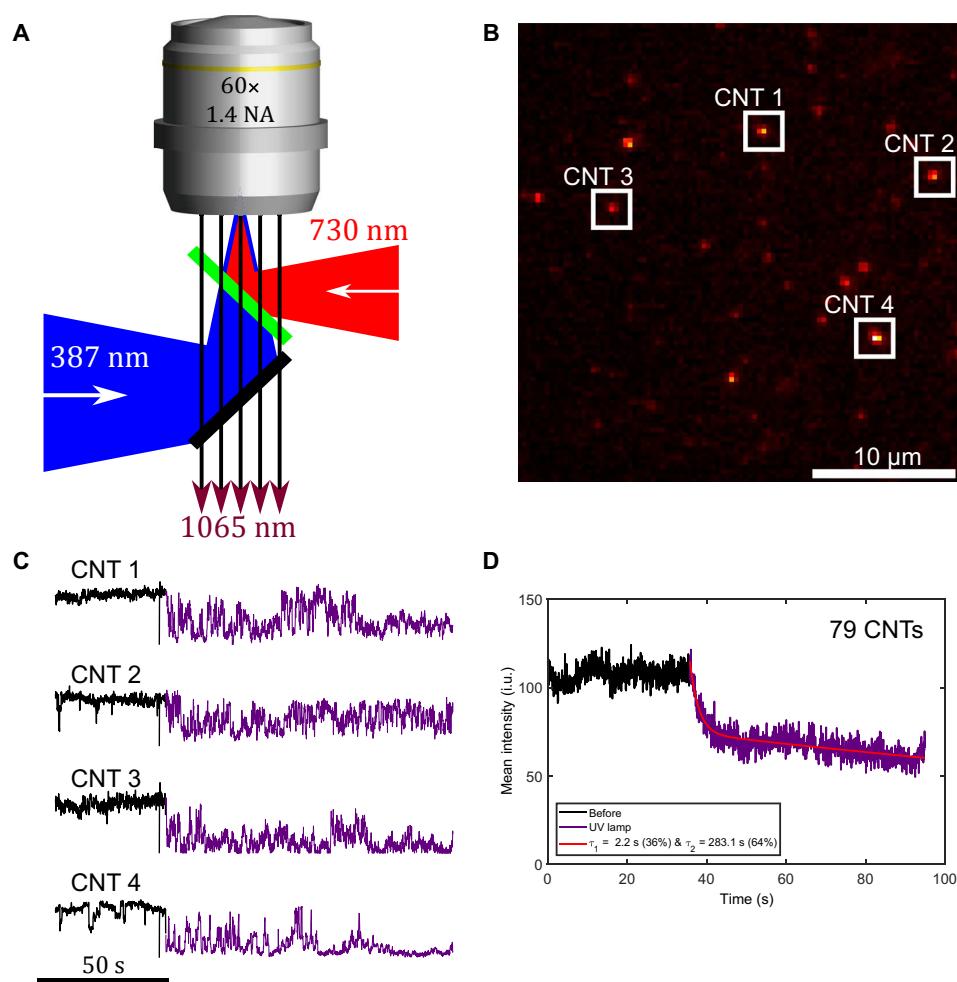 A
60×
1.4 NA
730 nm
387 nm
1065 nm
B
CNT 1
CNT 2
CNT 3
CNT 4
10 µm
C
CNT 1
CNT 2
CNT 3
CNT 4
50 s
D
150
100
50
0
Mean intensity (i.u.)
79 CNTs
Before
UV lamp
τ1 = 2.2 s (36%) & τ2 = 283.1 s (64%)
0 20 40 60 80 100
Time (s)